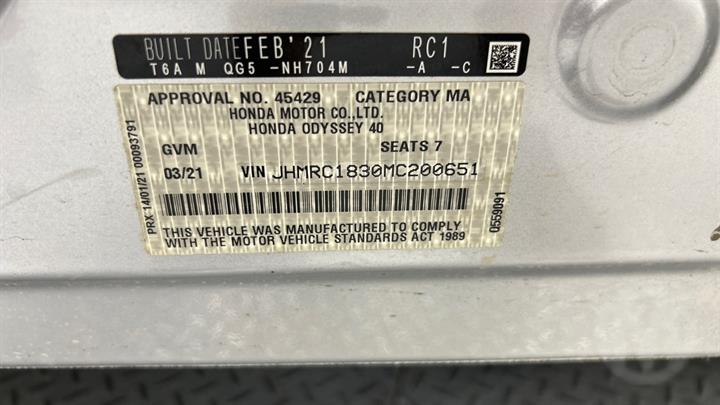 BUILT DATE FEB'21 RC1
T6A M QG5 -NH704M -A -C
APPROVAL NO. 45429 CATEGORY MA
HONDA MOTOR CO.,LTD.
HONDA ODYSSEY 40
GVM SEATS 7
03/21 VIN JHMRC1830MC200651
THIS VEHICLE WAS MANUFACTURED TO COMPLY
WITH THE MOTOR VEHICLE STANDARDS ACT 1989
PRX 14/01/21 00093791
0559091